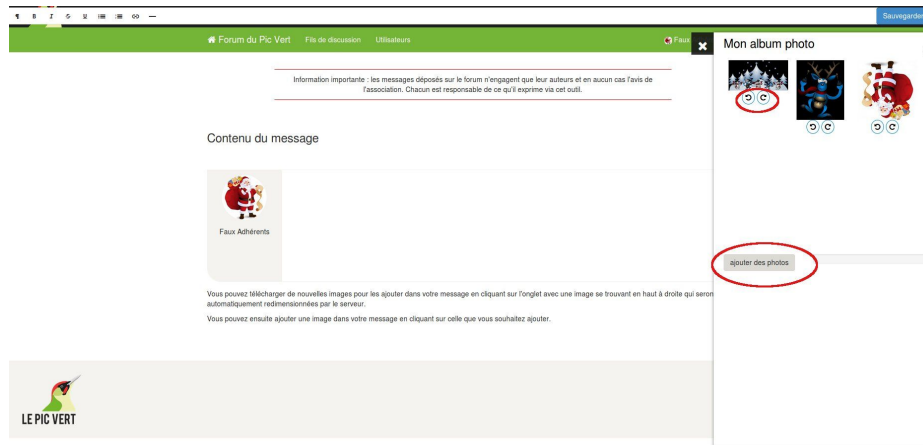 Sauvegarder
Forum du Pic Vert Fils de discussion Utilisateurs Faux
Mon album photo
Information importante : les messages déposés sur le forum n'engagent que leur auteurs et en aucun cas l'avis de
l'association. Chacun est responsable de ce qu'il exprime via cet outil.
Contenu du message
Faux Adhérents
ajouter des photos
Vous pouvez télécharger de nouvelles images pour les ajouter dans votre message en cliquant sur l'onglet avec une image se trouvant en haut à droite qui seron
automatiquement redimensionnées par le serveur.
Vous pouvez ensuite ajouter une image dans votre message en cliquant sur celle que vous souhaitez ajouter.
LE PIC VERT